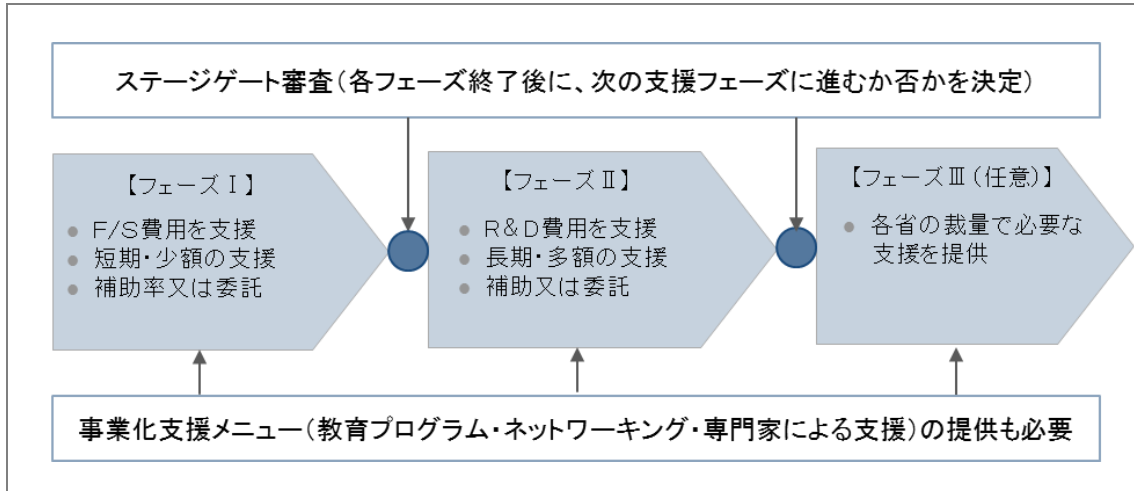 ステージゲート審査(各フェーズ終了後に、次の支援フェーズに進むか否かを決定)
【フェーズⅠ】
● F/S費用を支援
● 短期・少額の支援
● 補助率又は委託
【フェーズⅡ】
● R&D費用を支援
● 長期・多額の支援
● 補助又は委託
【フェーズⅢ(任意)】
● 各省の裁量で必要な
支援を提供
事業化支援メニュー(教育プログラム・ネットワーキング・専門家による支援)の提供も必要